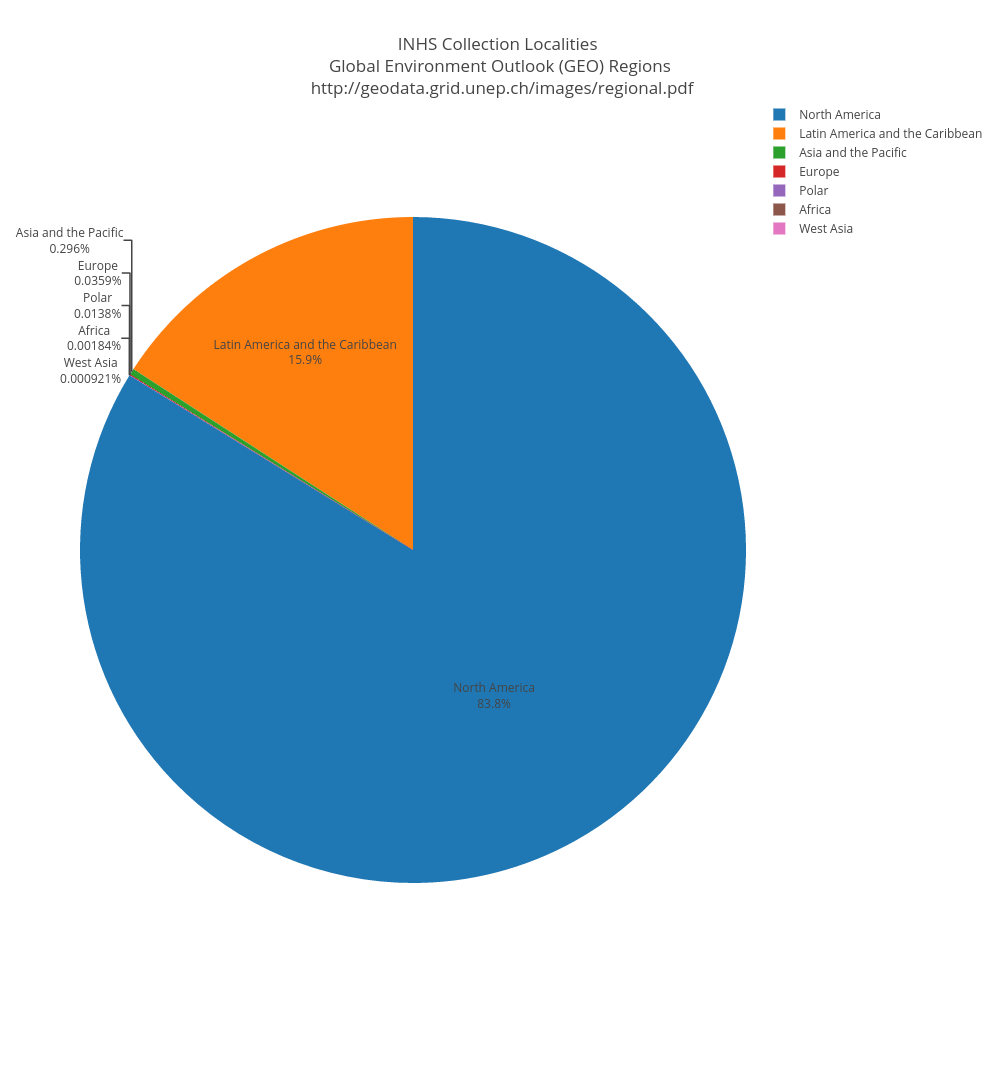 INHS Collection Localities
Global Environment Outlook (GEO) Regions
http://geodata.grid.unep.ch/images/regional.pdf
North America
Latin America and the Caribbean
Asia and the Pacific
Europe
Polar
Africa
West Asia
Asia and the Pacific
0.296%
Europe
0.0359%
Polar
0.0138%
Africa
0.00184%
West Asia
0.000921%
Latin America and the Caribbean
15.9%
North America
83.8%